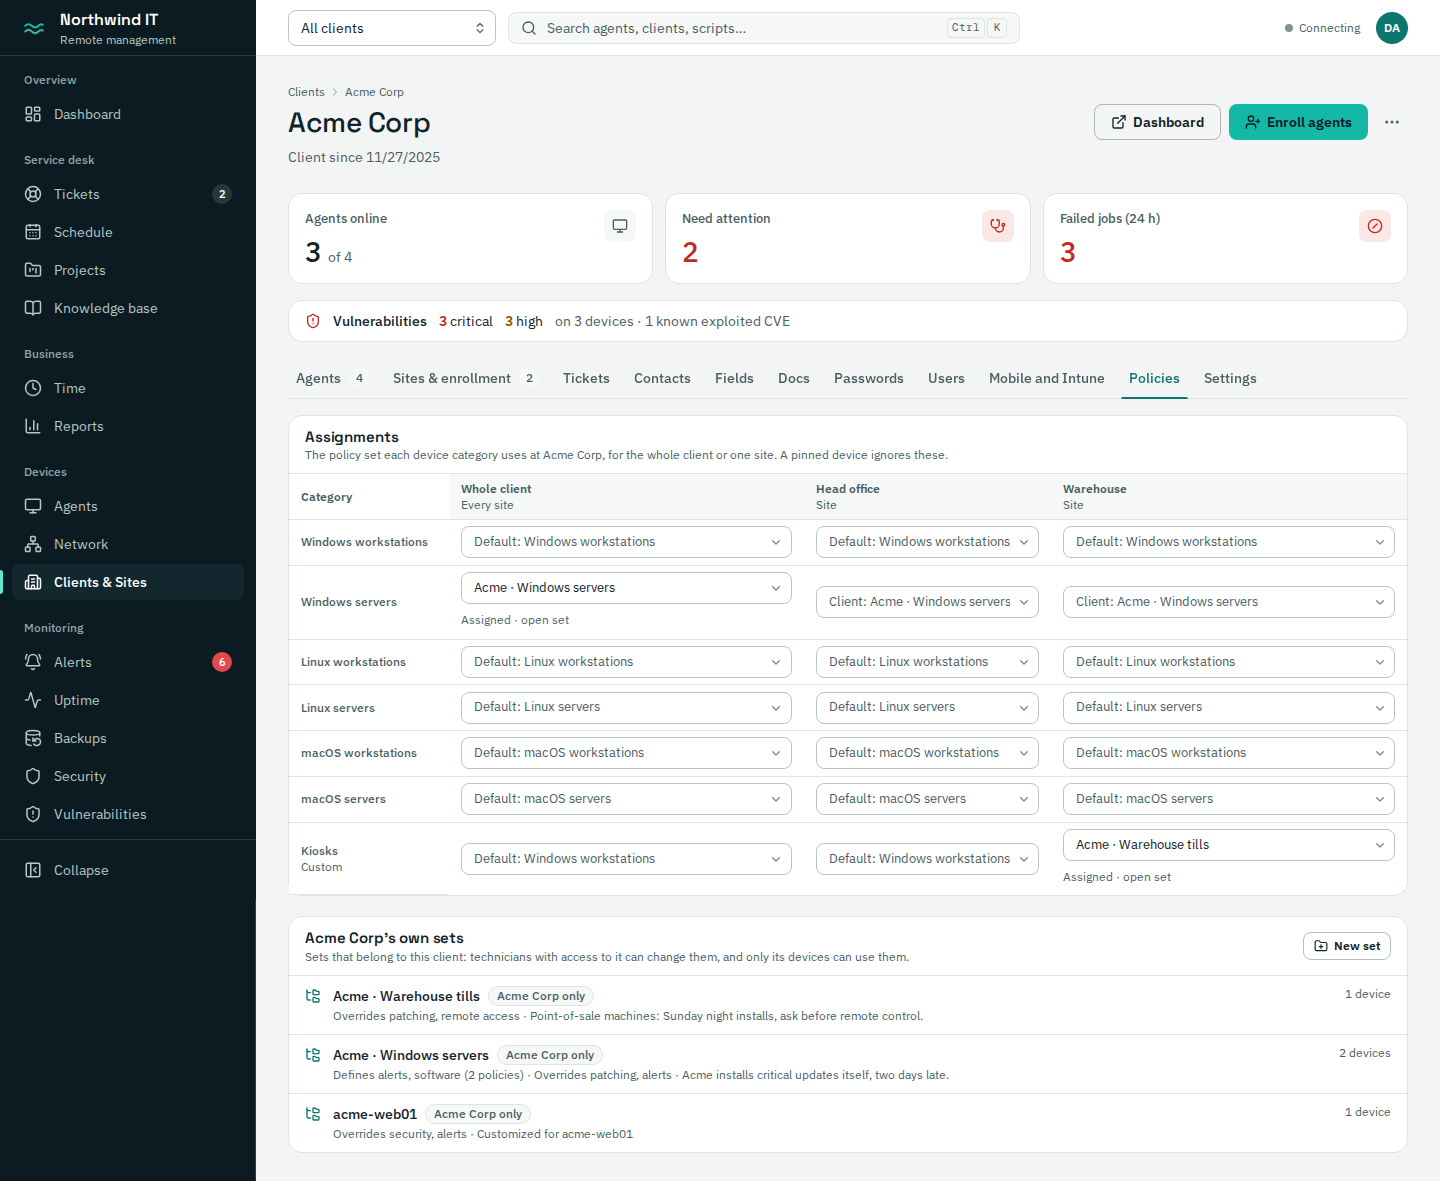 Northwind IT
Remote management
All clients
Search agents, clients, scripts...
Ctrl K
Connecting
DA
Overview
Dashboard
Service desk
Tickets 2
Schedule
Projects
Knowledge base
Business
Time
Reports
Devices
Agents
Network
Clients & Sites
Monitoring
Alerts 6
Uptime
Backups
Security
Vulnerabilities
Collapse
Clients > Acme Corp
Acme Corp
Client since 11/27/2025
Dashboard
Enroll agents
Agents online
3 of 4
Need attention
2
Failed jobs (24 h)
3
Vulnerabilities 3 critical 3 high on 3 devices · 1 known exploited CVE
Agents 4 Sites & enrollment 2 Tickets Contacts Fields Docs Passwords Users Mobile and Intune Policies Settings
Assignments
The policy set each device category uses at Acme Corp, for the whole client or one site. A pinned device ignores these.
Category
Whole client
Every site
Head office
Site
Warehouse
Site
Windows workstations Default: Windows workstations Default: Windows workstations Default: Windows workstations
Windows servers Acme · Windows servers Client: Acme · Windows servers Client: Acme · Windows servers
Assigned · open set
Linux workstations Default: Linux workstations Default: Linux workstations Default: Linux workstations
Linux servers Default: Linux servers Default: Linux servers Default: Linux servers
macOS workstations Default: macOS workstations Default: macOS workstations Default: macOS workstations
macOS servers Default: macOS servers Default: macOS servers Default: macOS servers
Kiosks
Custom
Default: Windows workstations Default: Windows workstations Acme · Warehouse tills
Assigned · open set
Acme Corp's own sets
Sets that belong to this client: technicians with access to it can change them, and only its devices can use them.
New set
Acme · Warehouse tills Acme Corp only 1 device
Overrides patching, remote access · Point-of-sale machines: Sunday night installs, ask before remote control.
Acme · Windows servers Acme Corp only 2 devices
Defines alerts, software (2 policies) · Overrides patching, alerts · Acme installs critical updates itself, two days late.
acme-web01 Acme Corp only 1 device
Overrides security, alerts · Customized for acme-web01